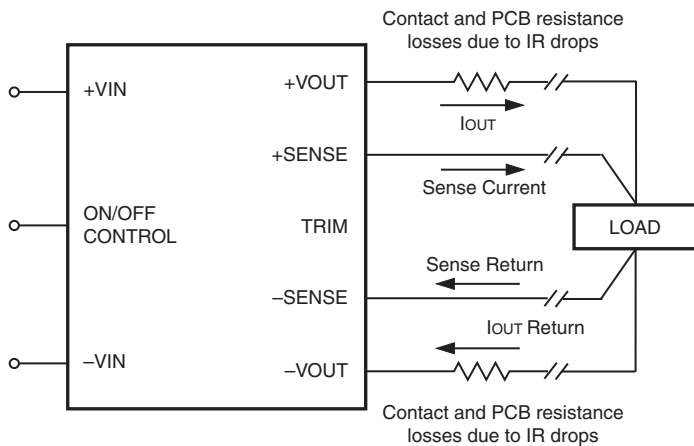 Contact and PCB resistance
losses due to IR drops
+VIN
+VOUT
IOUT
+SENSE
Sense Current
ON/OFF
CONTROL
TRIM
LOAD
Sense Return
–SENSE
IOUT Return
–VIN
–VOUT
Contact and PCB resistance
losses due to IR drops